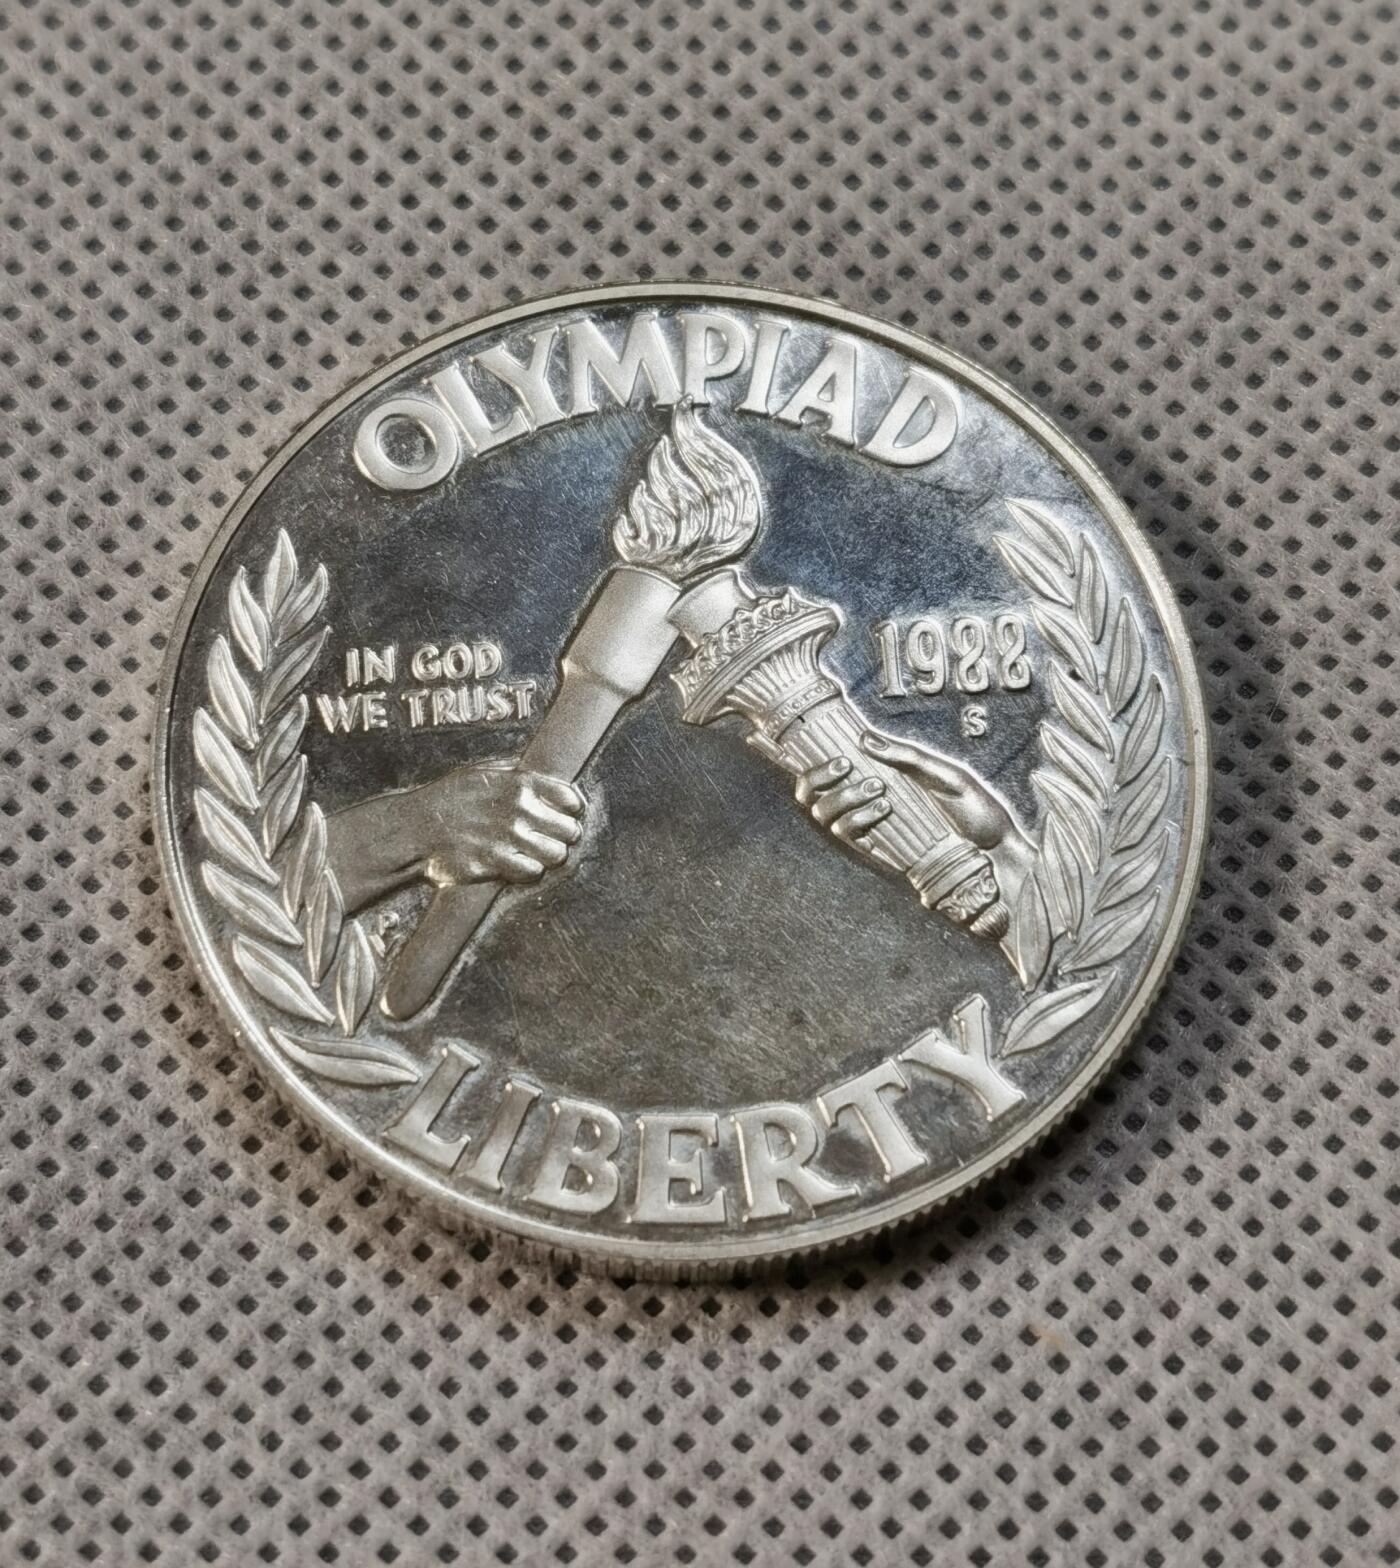 OLYMPIAD
IN GOD
WE TRUST
1988
S
LIBERTY